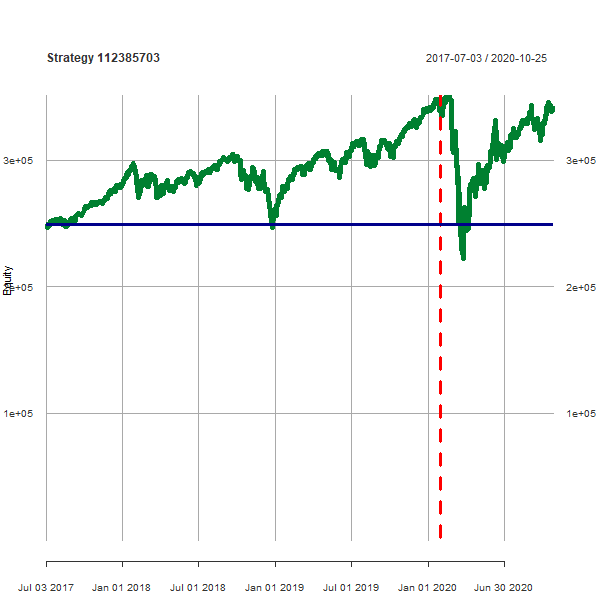 Strategy 112385703
2017-07-03 / 2020-10-25
3e+05
3e+05
Equity
2e+05
2e+05
1e+05
1e+05
Jul 03 2017
Jan 01 2018
Jul 01 2018
Jan 01 2019
Jul 01 2019
Jan 01 2020
Jun 30 2020